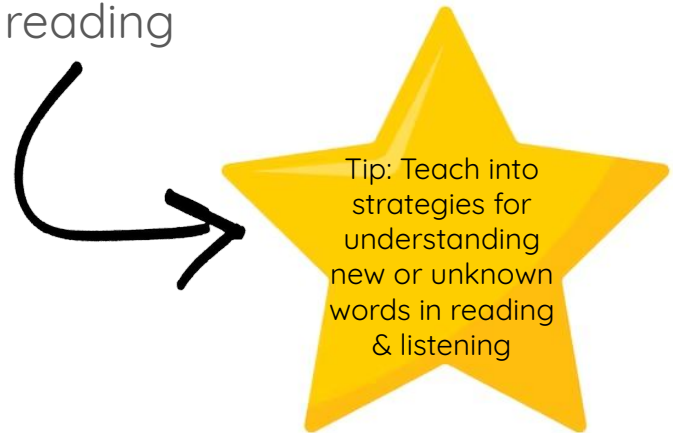 reading
Tip: Teach into
strategies for
understanding
new or unknown
words in reading
& listening